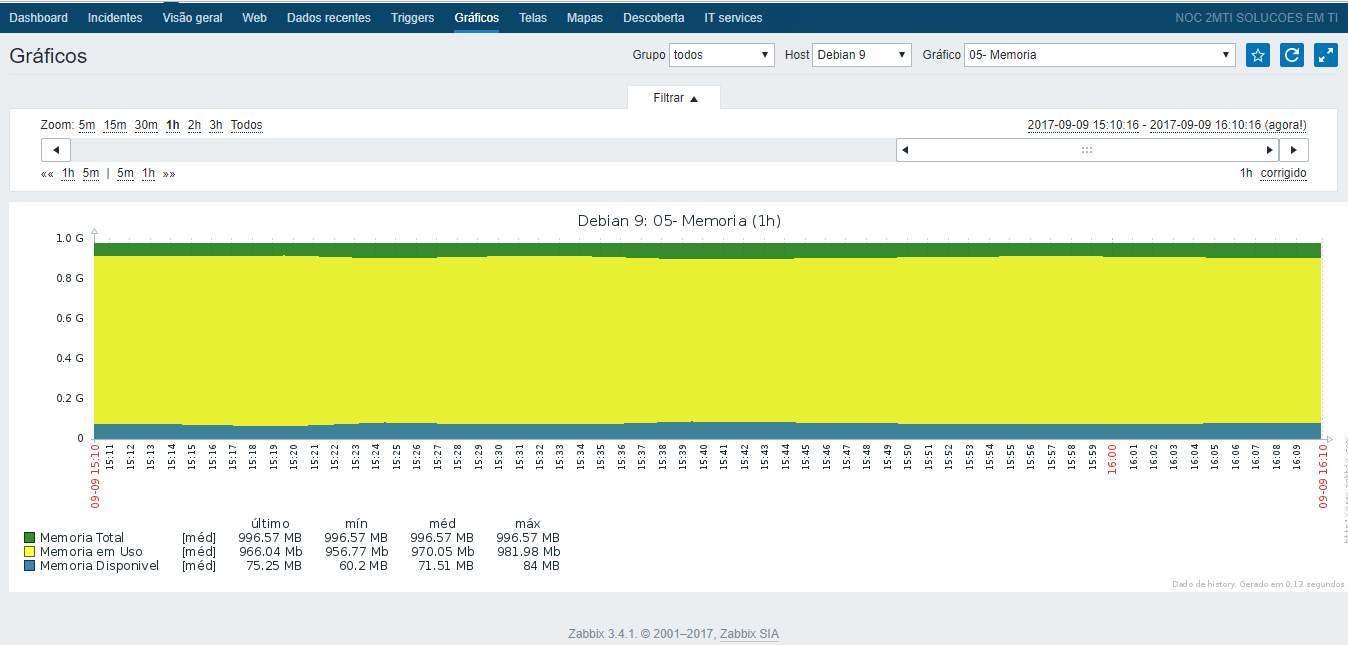 Dashboard Incidentes Visão geral Web Dados recentes Triggers Gráficos Telas Mapas Descoberta IT services NOC 2MTI SOLUCOES EM TI
Gráficos Grupo todos Host Debian 9 Gráfico 05- Memoria
Filtrar ▲
Zoom: 5m 15m 30m 1h 2h 3h Todos 2017-09-09 15:10:16 - 2017-09-09 16:10:16 (agora!)
«« 1h 5m | 5m 1h »» 1h corrigido
Debian 9: 05- Memoria (1h)
1.0 G
0.8 G
0.6 G
0.4 G
0.2 G
0
09-09 15:10 15:11 15:12 15:13 15:14 15:15 15:16 15:17 15:18 15:19 15:20 15:21 15:22 15:23 15:24 15:25 15:26 15:27 15:28 15:29 15:30 15:31 15:32 15:33 15:34 15:35 15:36 15:37 15:38 15:39 15:40 15:41 15:42 15:43 15:44 15:45 15:46 15:47 15:48 15:49 15:50 15:51 15:52 15:53 15:54 15:55 15:56 15:57 15:58 15:59 16:00 16:01 16:02 16:03 16:04 16:05 16:06 16:07 16:08 16:09 09-09 16:10
último mín méd máx
Memoria Total [méd] 996.57 MB 996.57 MB 996.57 MB 996.57 MB
Memoria em Uso [méd] 966.04 Mb 956.77 Mb 970.05 Mb 981.98 Mb
Memoria Disponivel [méd] 75.25 MB 60.2 MB 71.51 MB 84 MB
Dado de history. Gerado em 0.13 segundos.
Zabbix 3.4.1. © 2001–2017, Zabbix SIA